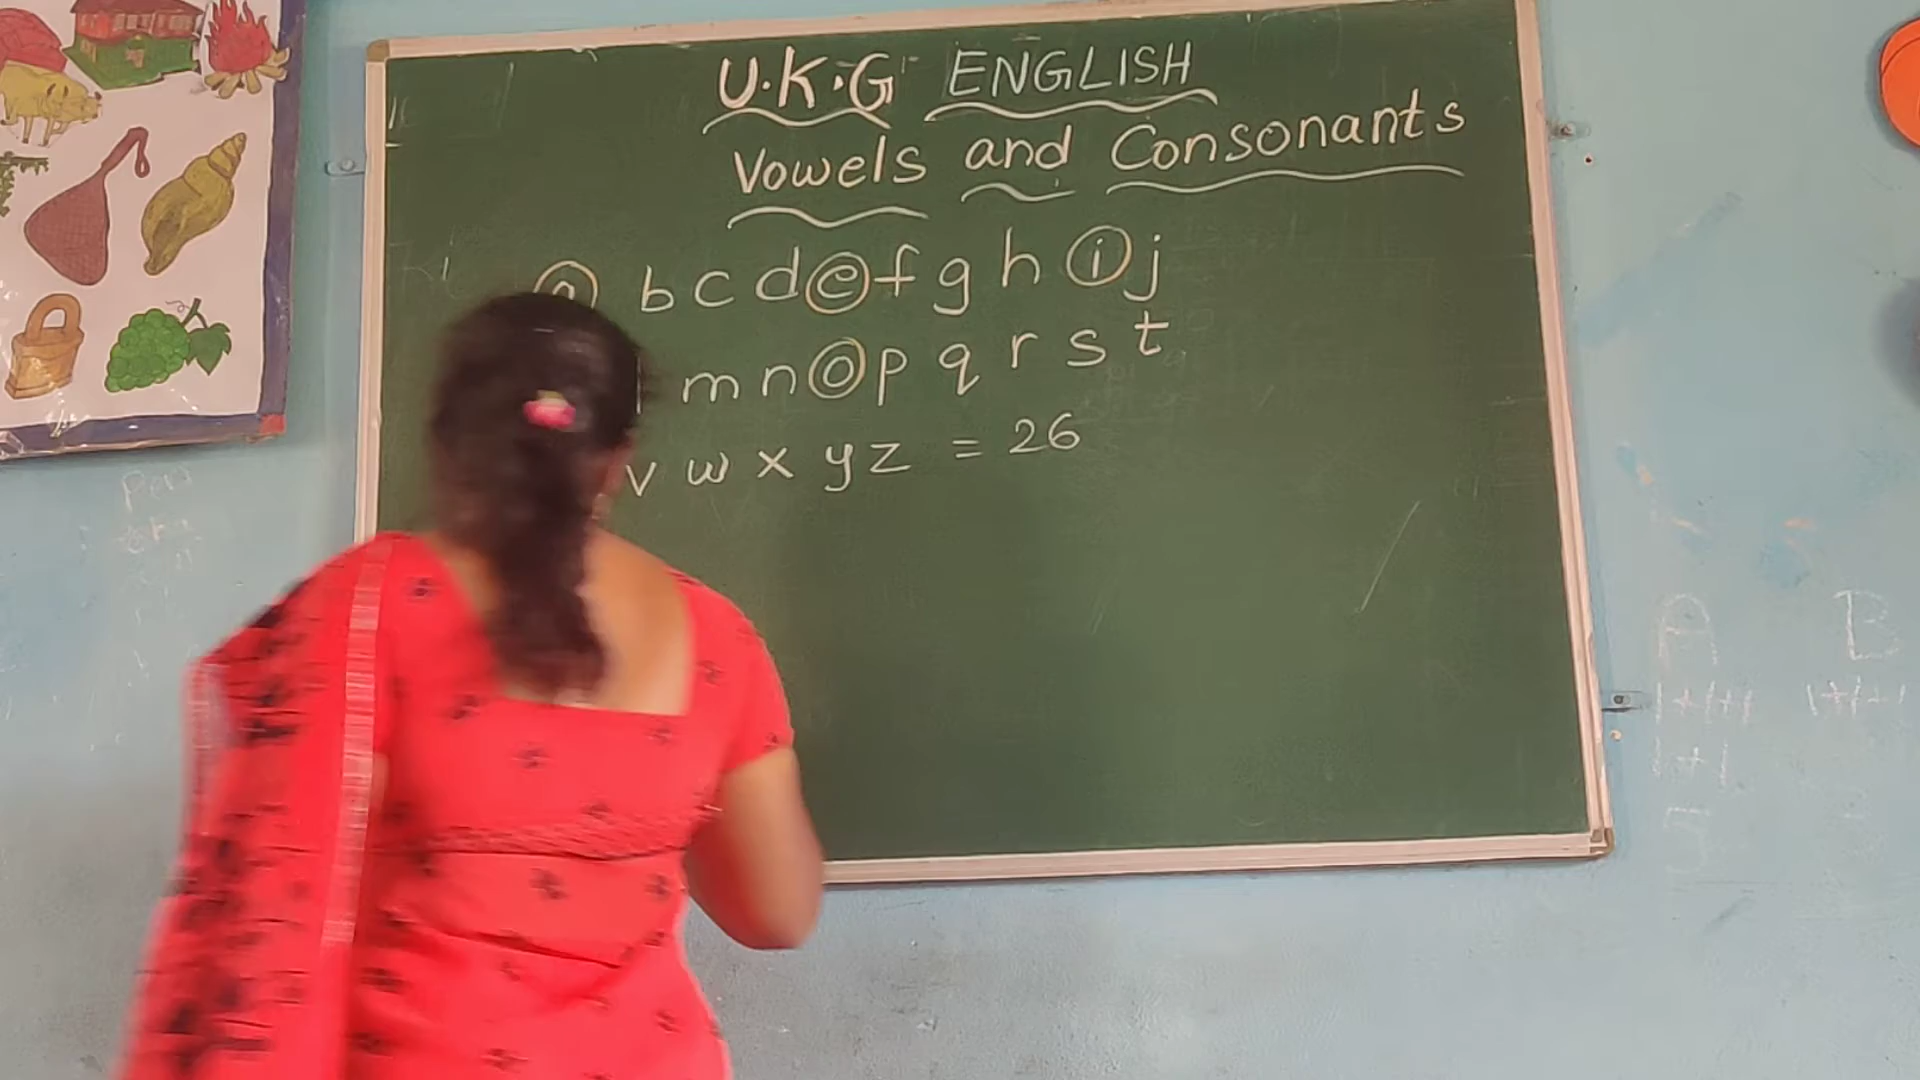 U.K.G ENGLISH
Vowels and Consonants
a b c d e f g h i j
m n o p q r s t
v w x y z = 26
A B